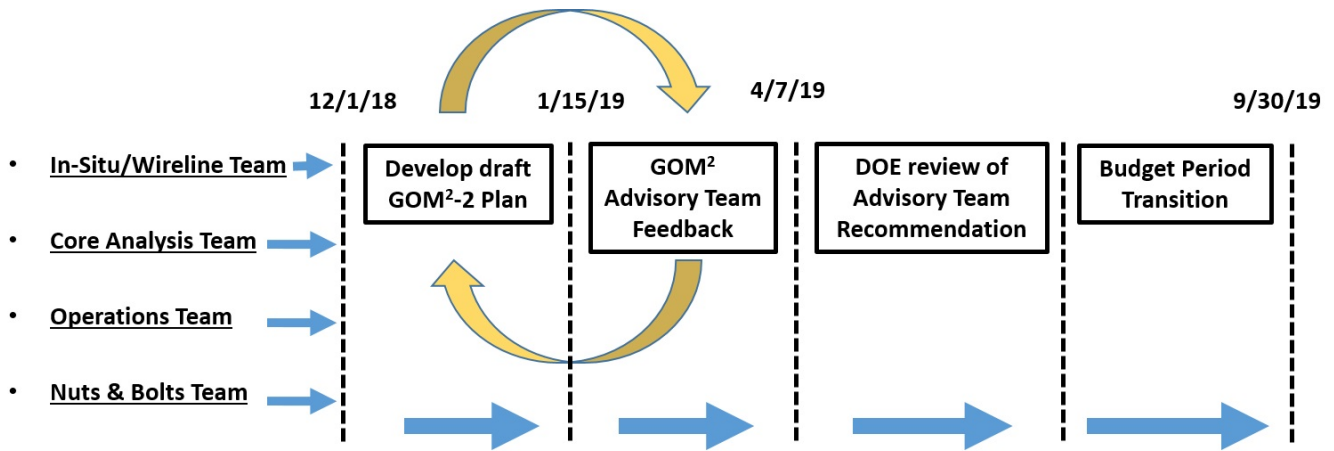 12/1/18
1/15/19
4/7/19
9/30/19
• In-Situ/Wireline Team
• Core Analysis Team
• Operations Team
• Nuts & Bolts Team
Develop draft
GOM²-2 Plan
GOM²
Advisory Team
Feedback
DOE review of
Advisory Team
Recommendation
Budget Period
Transition